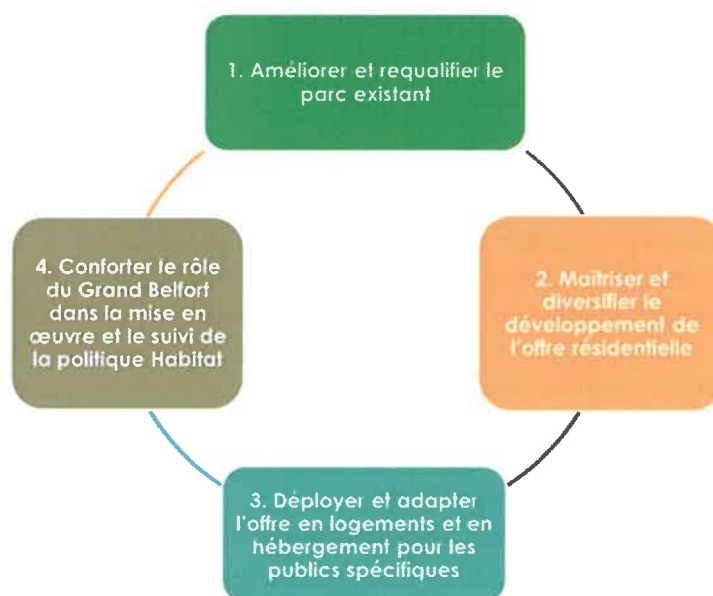 1. Améliorer et requalifier le
parc existant
2. Maîtriser et
diversifier le
développement de
l'offre résidentielle
3. Déployer et adapter
l'offre en logements et en
hébergement pour les
publics spécifiques
4. Conforter le rôle
du Grand Belfort
dans la mise en
œuvre et le suivi de
la politique Habitat